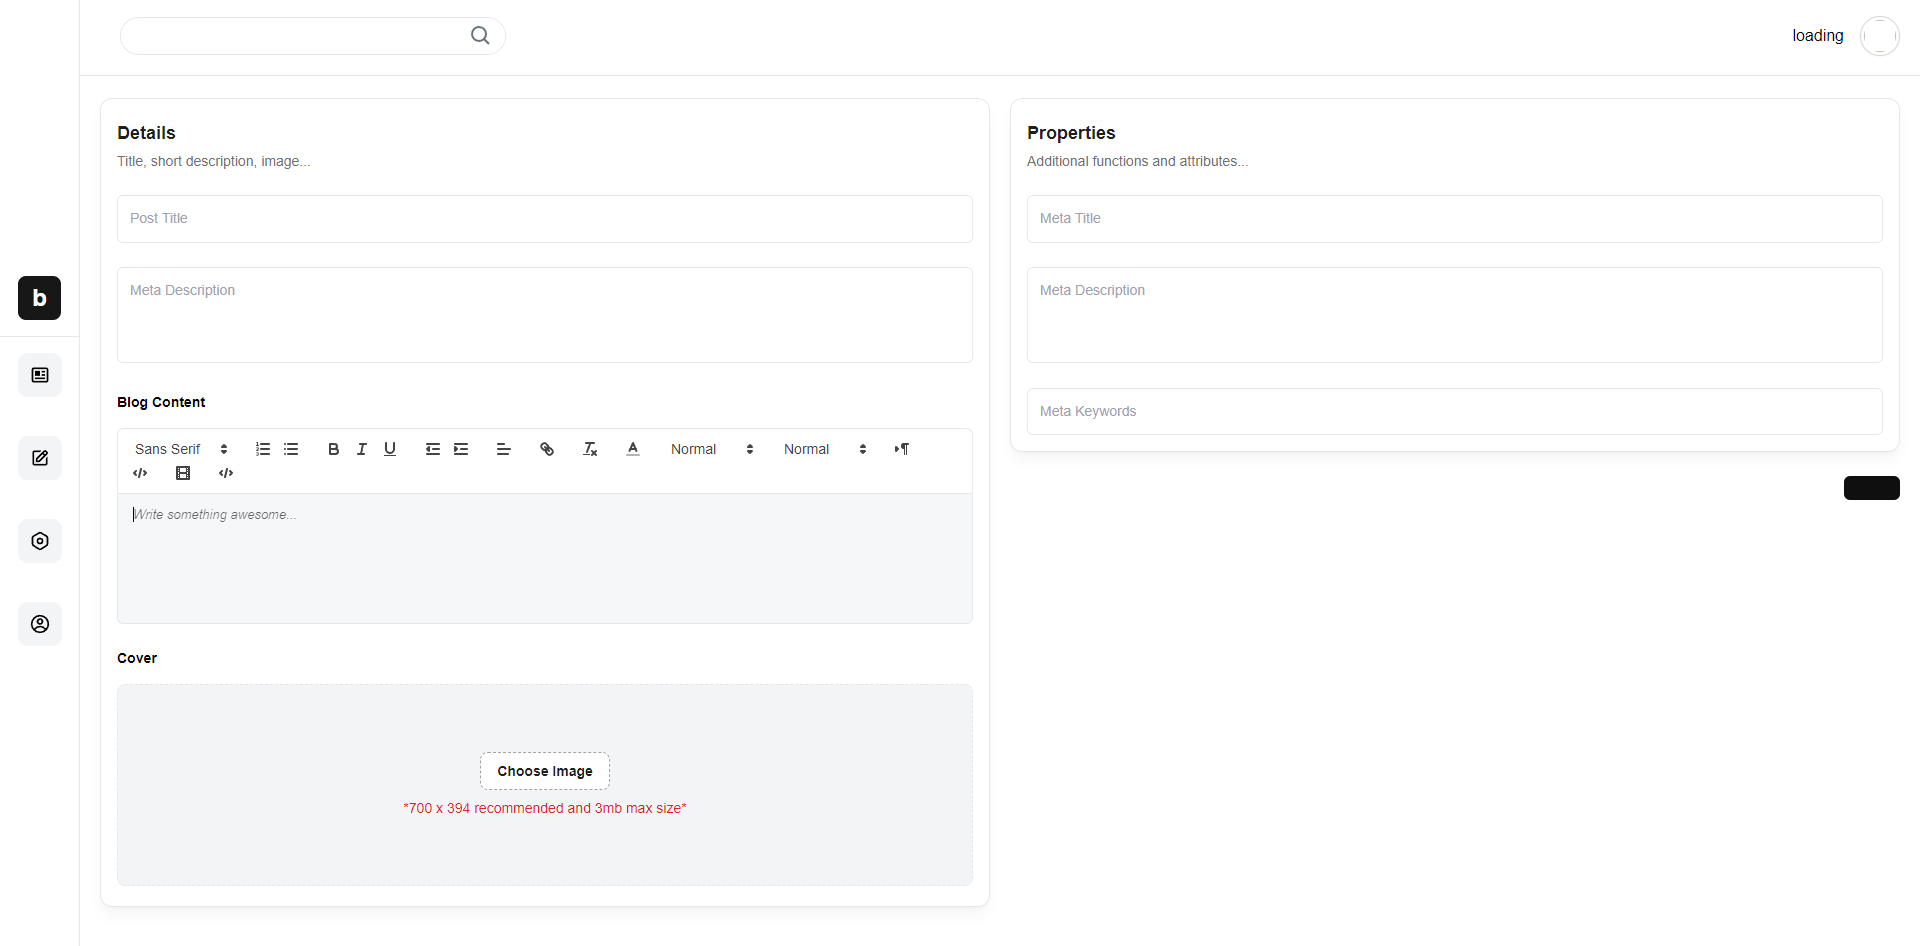 loading
b
Details
Title, short description, image...
Post Title
Meta Description
Blog Content
Sans Serif
Normal
Normal
Write something awesome...
Cover
Choose Image
*700 x 394 recommended and 3mb max size*
Properties
Additional functions and attributes...
Meta Title
Meta Description
Meta Keywords